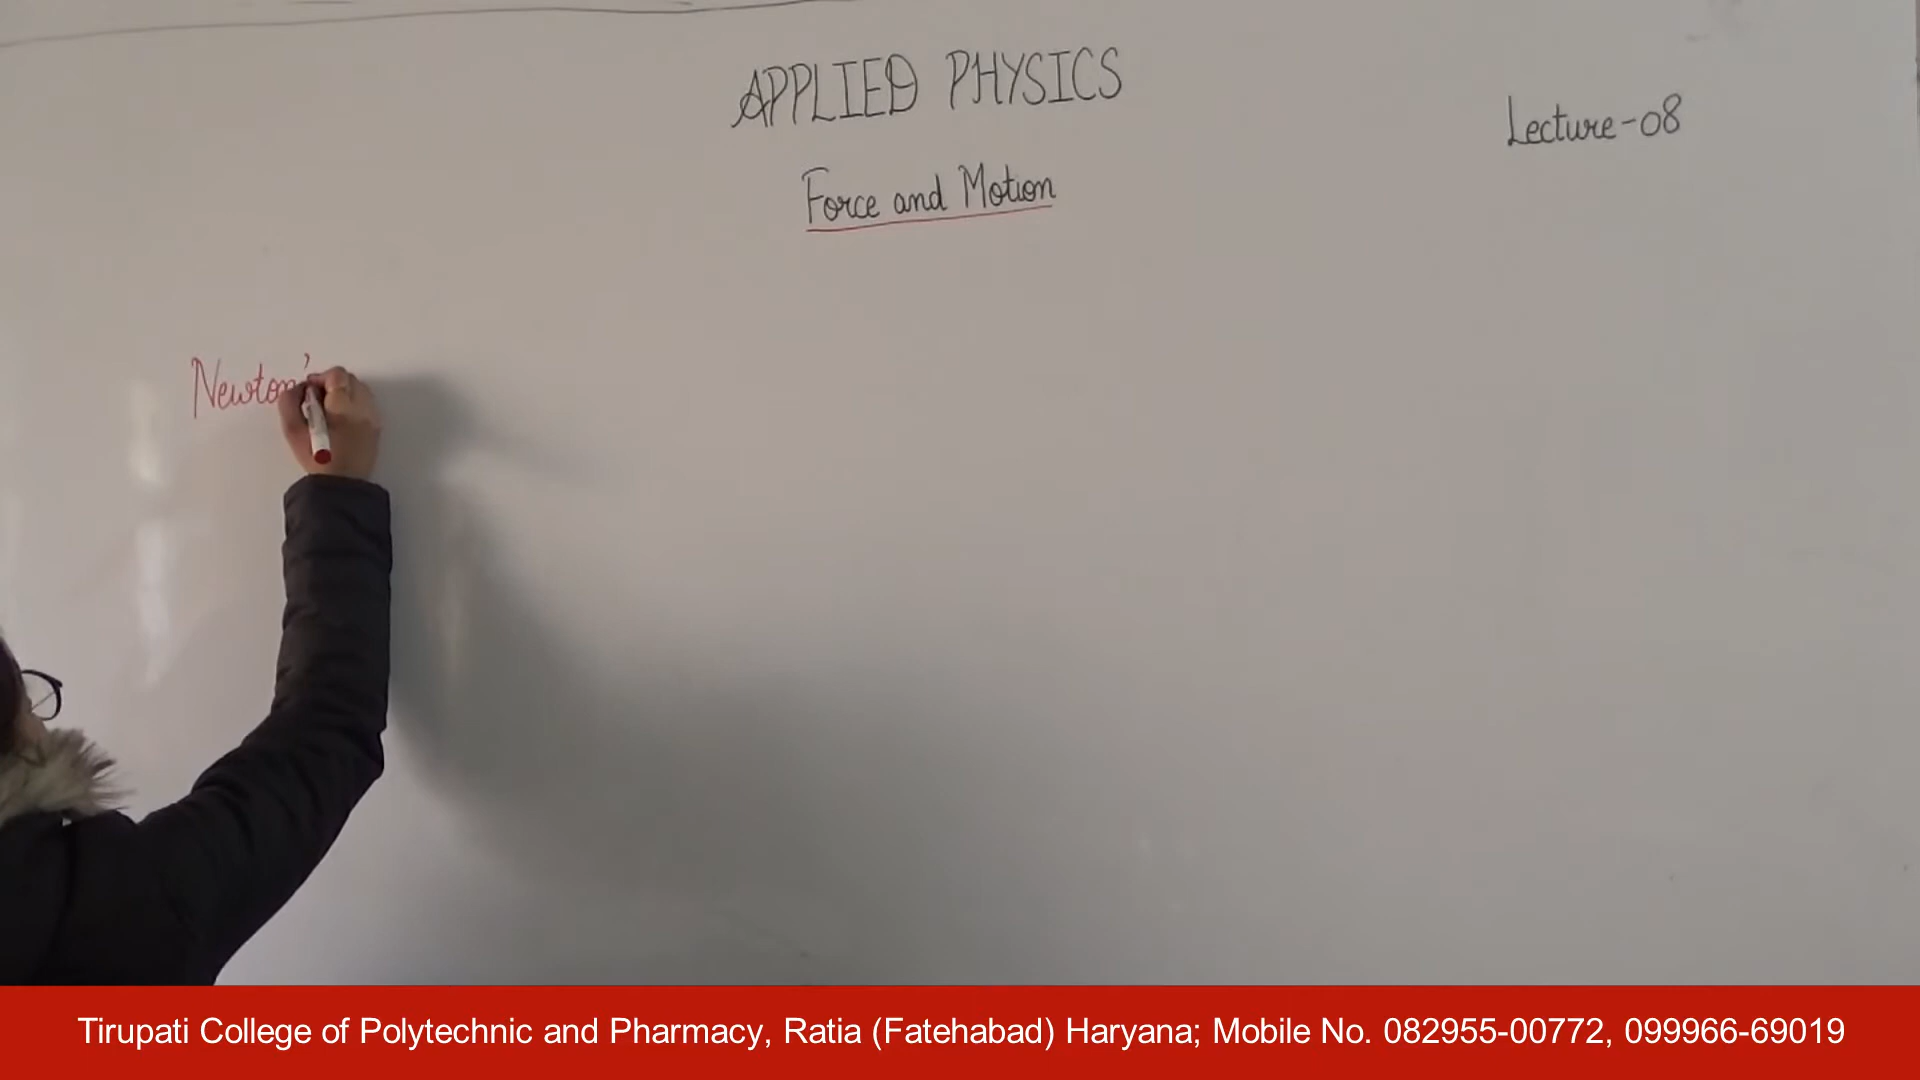 APPLIED PHYSICS
Lecture-08
Force and Motion
Newton'
Tirupati College of Polytechnic and Pharmacy, Ratia (Fatehabad) Haryana; Mobile No. 082955-00772, 099966-69019